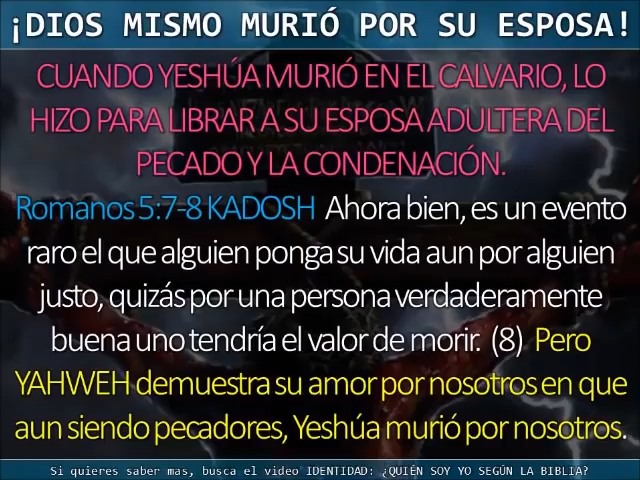 ¡DIOS MISMO MURIÓ POR SU ESPOSA!
CUANDO YESHÚA MURIÓ EN EL CALVARIO, LO
HIZO PARA LIBRAR A SU ESPOSA ADULTERA DEL
PECADO Y LA CONDENACIÓN.
Romanos 5:7-8 KADOSH Ahora bien, es un evento
raro el que alguien ponga su vida aun por alguien
justo, quizás por una persona verdaderamente
buena uno tendría el valor de morir. (8) Pero
YAHWEH demuestra su amor por nosotros en que
aun siendo pecadores, Yeshúa murió por nosotros.
Si quieres saber mas, busca el video IDENTIDAD: ¿QUIÉN SOY YO SEGÚN LA BIBLIA?